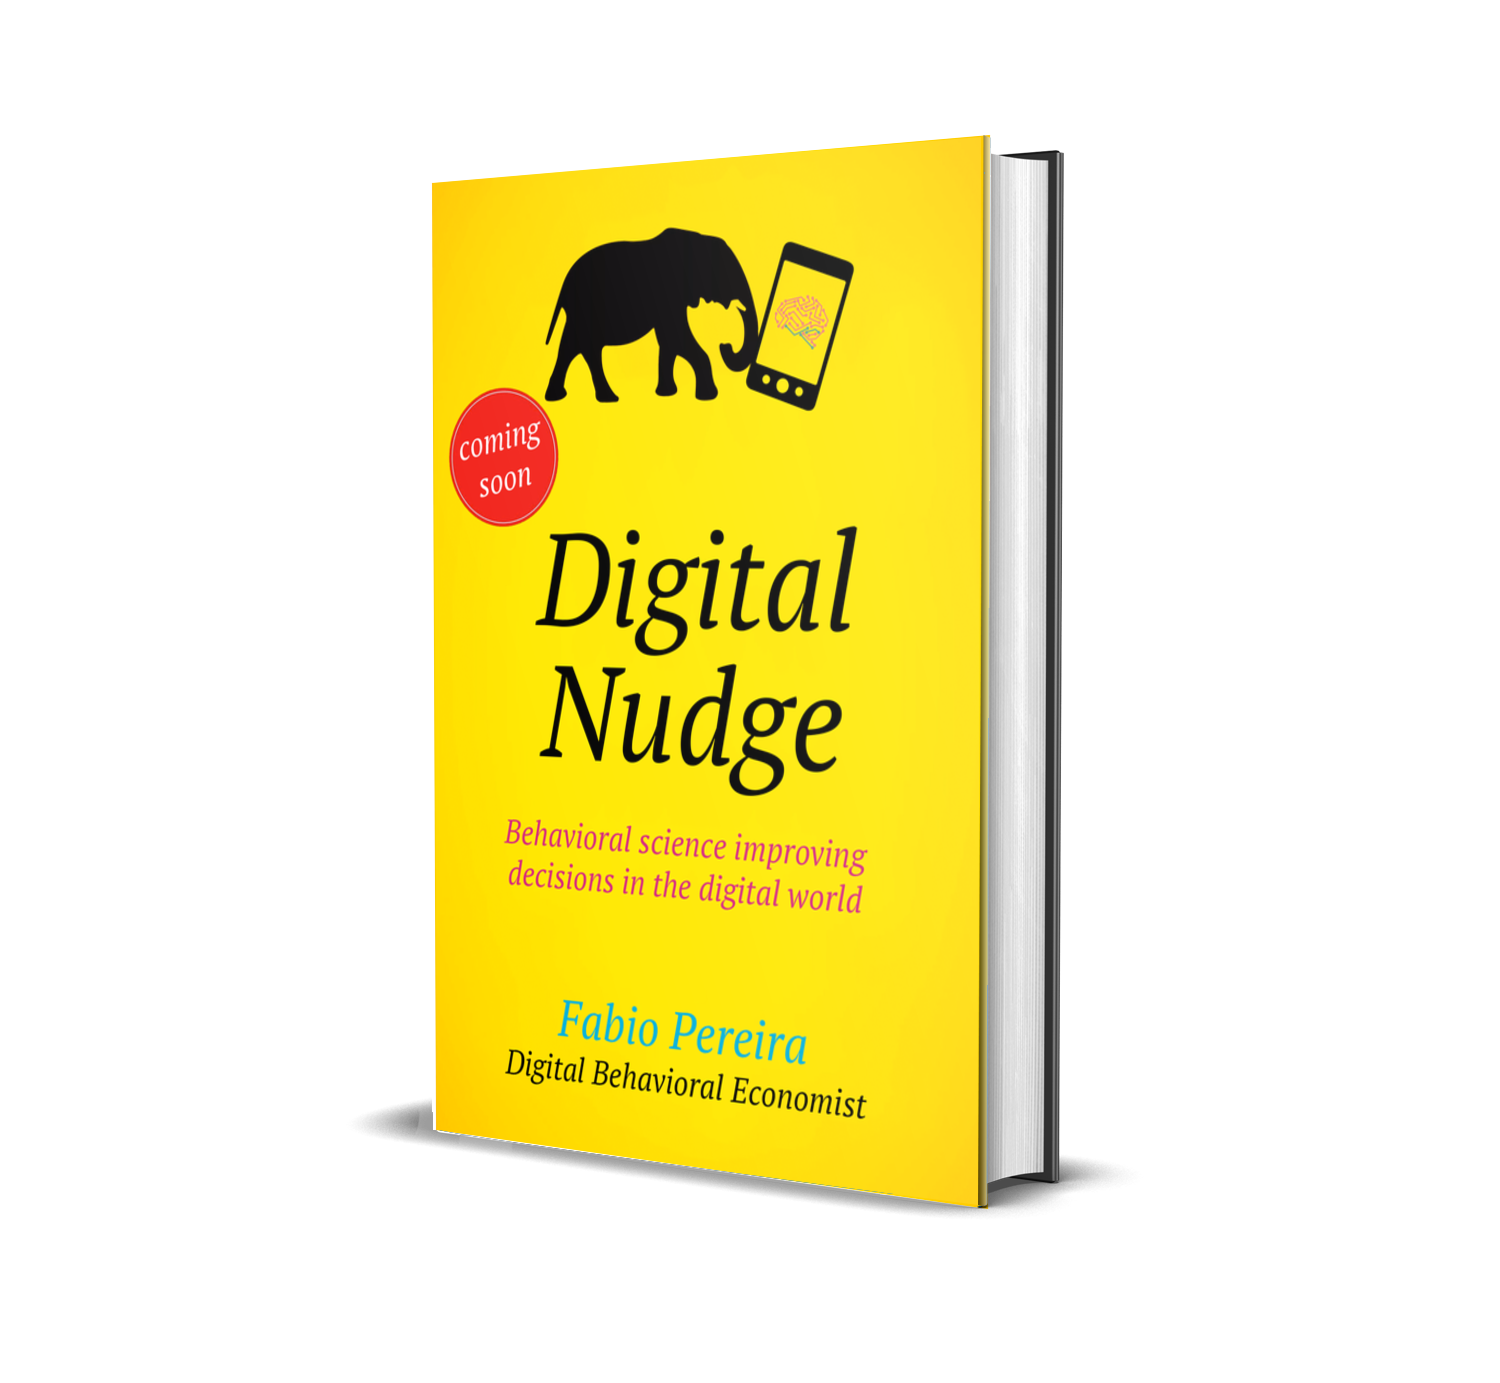 coming
soon
Digital
Nudge
Behavioral science improving
decisions in the digital world
Fabio Pereira
Digital Behavioral Economist